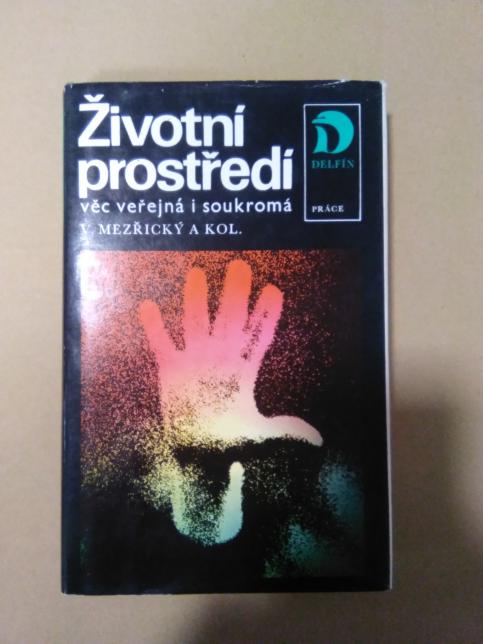 Životní
prostředí
věc veřejná i soukromá
V. MEZŘICKÝ A KOL.
DELFÍN
PRÁCE